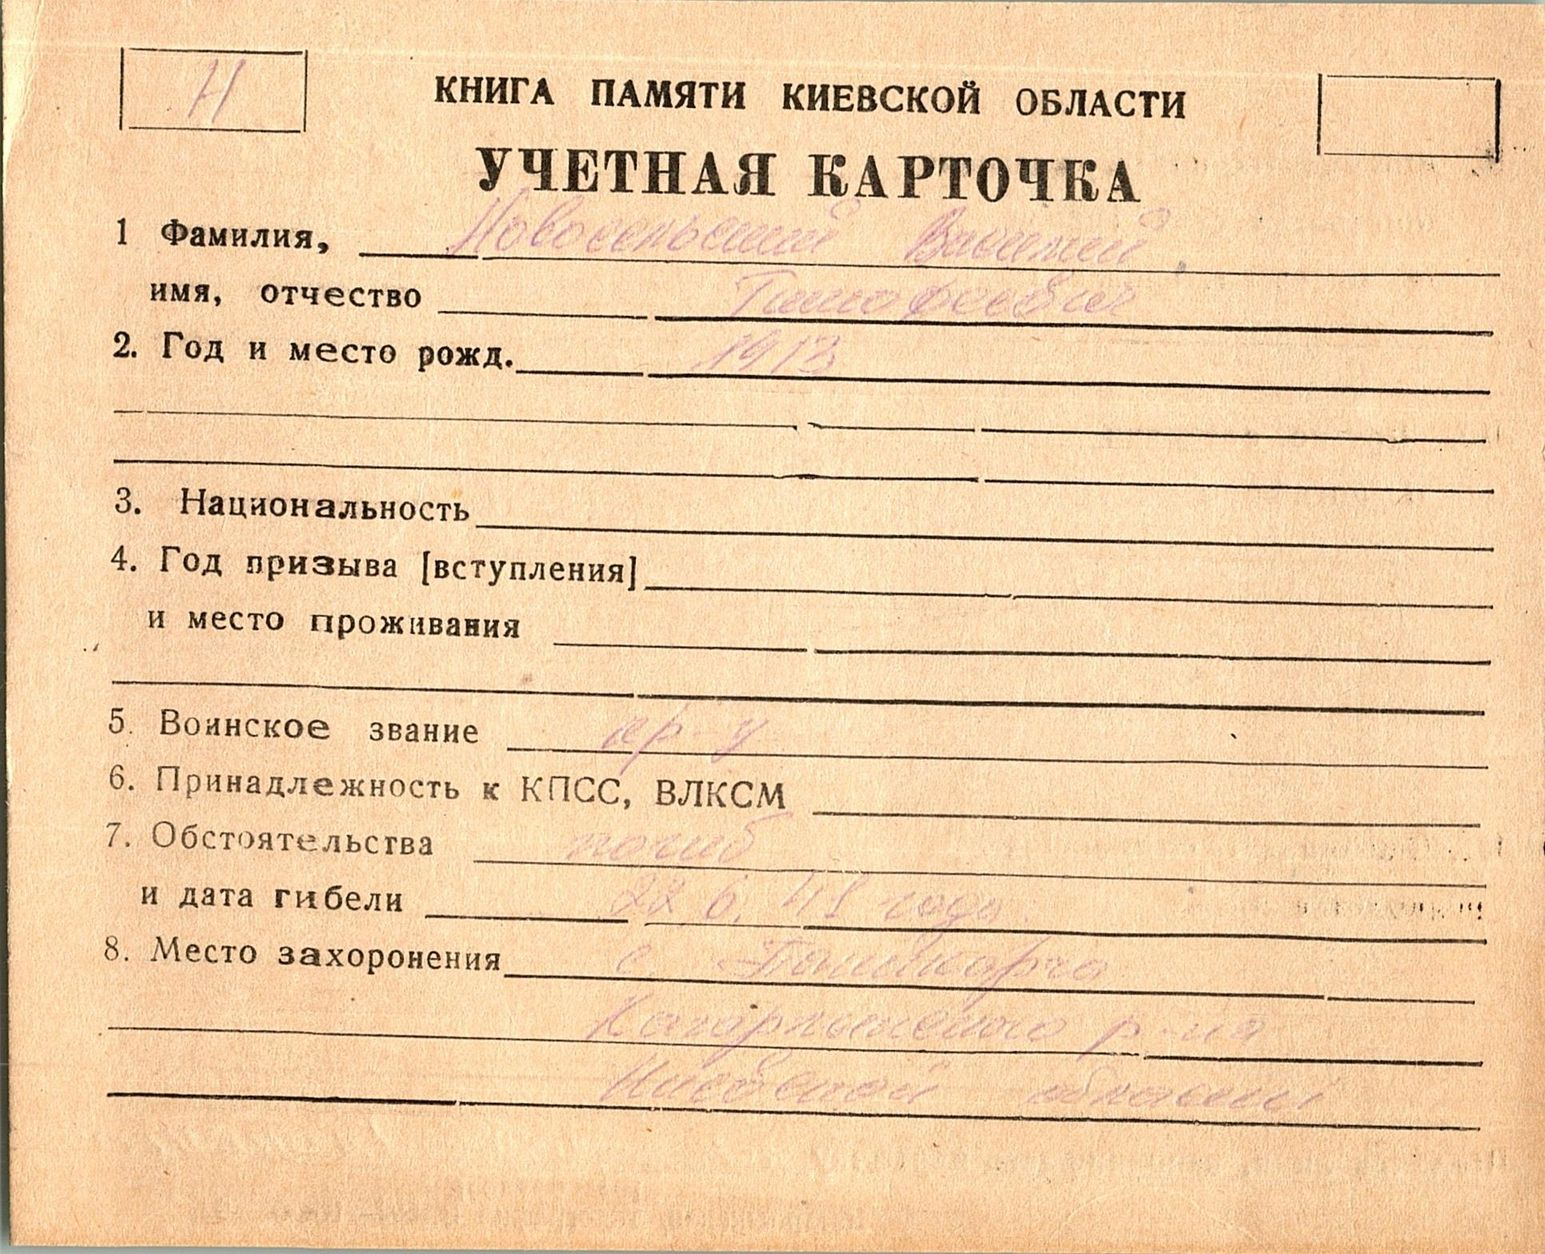 Н
КНИГА ПАМЯТИ КИЕВСКОЙ ОБЛАСТИ
УЧЕТНАЯ КАРТОЧКА
1 Фамилия, Новосельский Василий
имя, отчество Тимофеевич
2. Год и место рожд. 1913
3. Национальность
4. Год призыва [вступления]
и место проживания
5. Воинское звание кр-ц
6. Принадлежность к КПСС, ВЛКСМ
7. Обстоятельства погиб
и дата гибели 22 6. года
8. Место захоронения с.
р-на
Киевской области